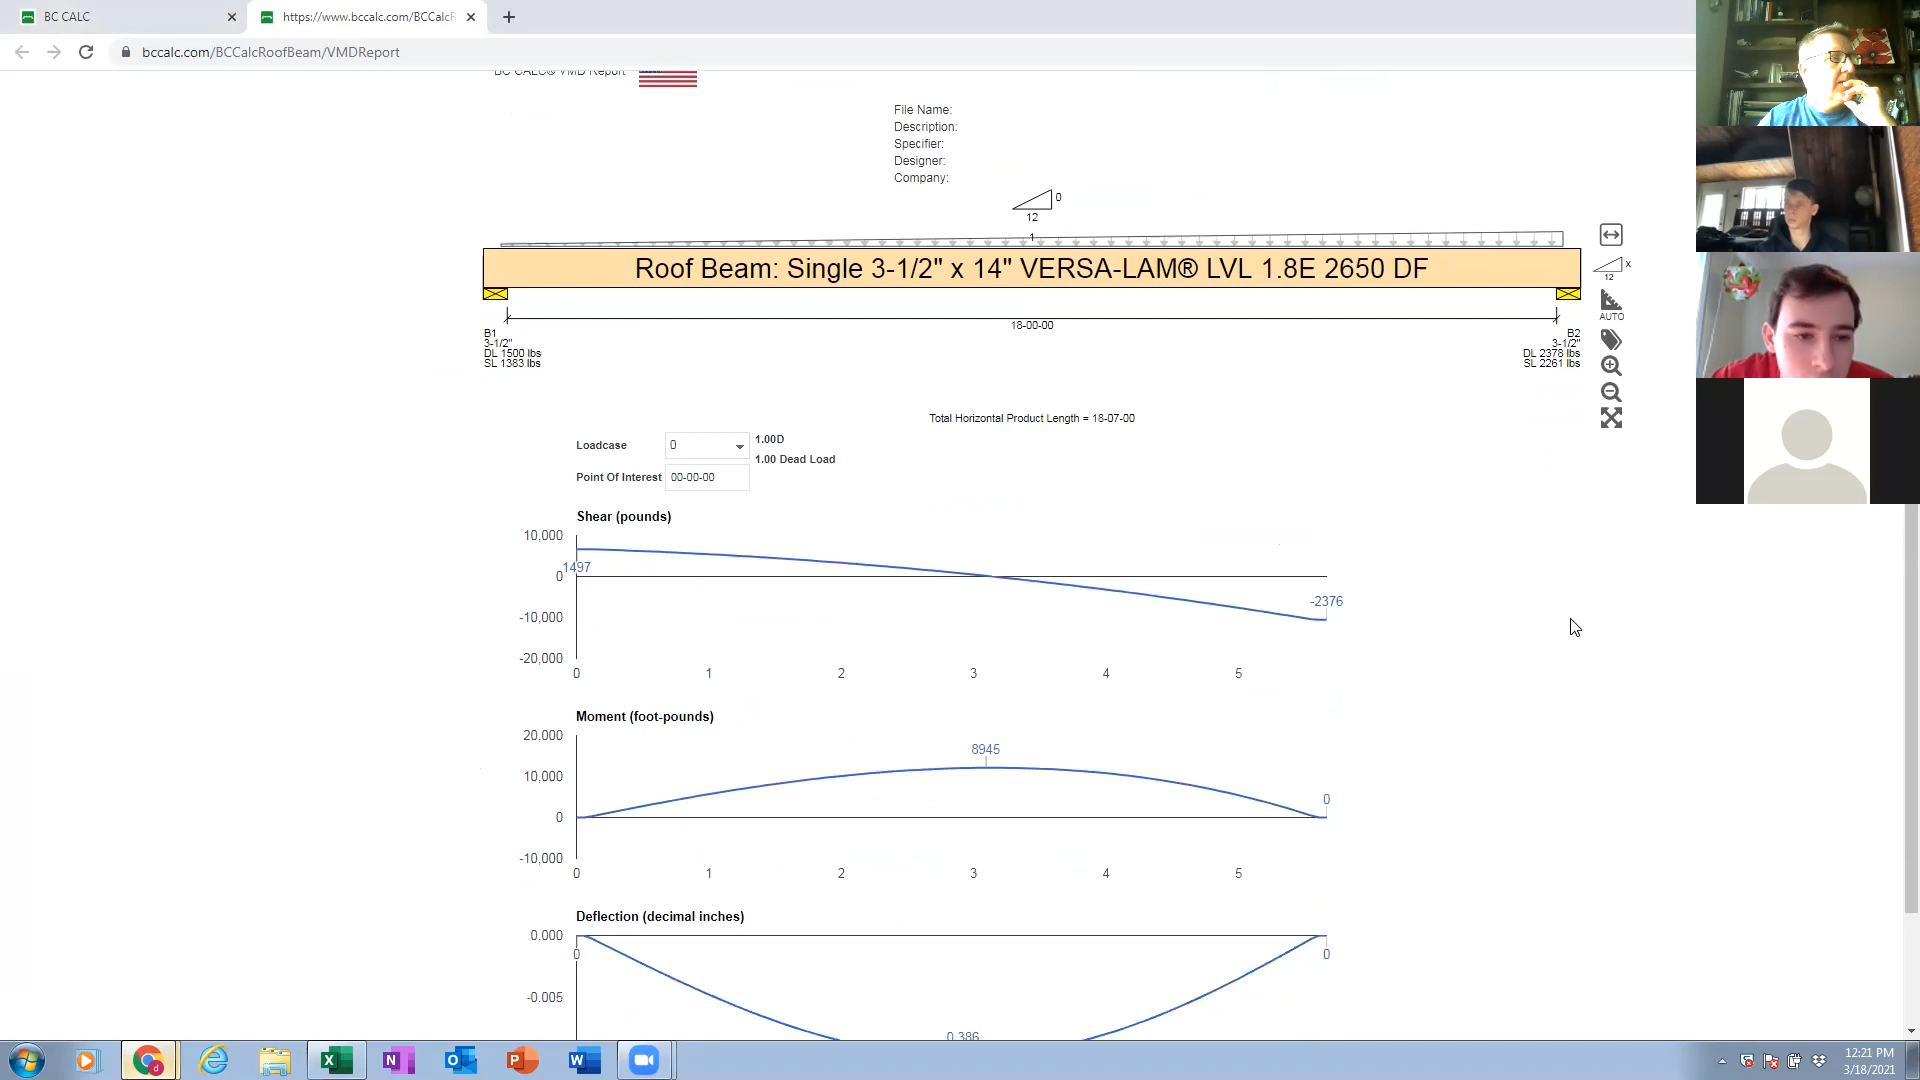 BC CALC
https://www.bccalc.com/BCCalcR
bccalc.com/BCCalcRoofBeam/VMDReport
BC CALC® VMD Report
File Name:
Description:
Specifier:
Designer:
Company:
0
12
1
Roof Beam: Single 3-1/2" x 14" VERSA-LAM® LVL 1.8E 2650 DF
x
12
AUTO
18-00-00
B1
3-1/2"
DL 1500 lbs
SL 1383 lbs
B2
3-1/2"
DL 2378 lbs
SL 2261 lbs
Total Horizontal Product Length = 18-07-00
Loadcase 0 1.00D
1.00 Dead Load
Point Of Interest 00-00-00
Shear (pounds)
10,000
1497
0
-2376
-10,000
-20,000
0 1 2 3 4 5
Moment (foot-pounds)
20,000
8945
10,000
0
0
-10,000
0 1 2 3 4 5
Deflection (decimal inches)
0.000
0 0
-0.005
0.386
12:21 PM
3/18/2021